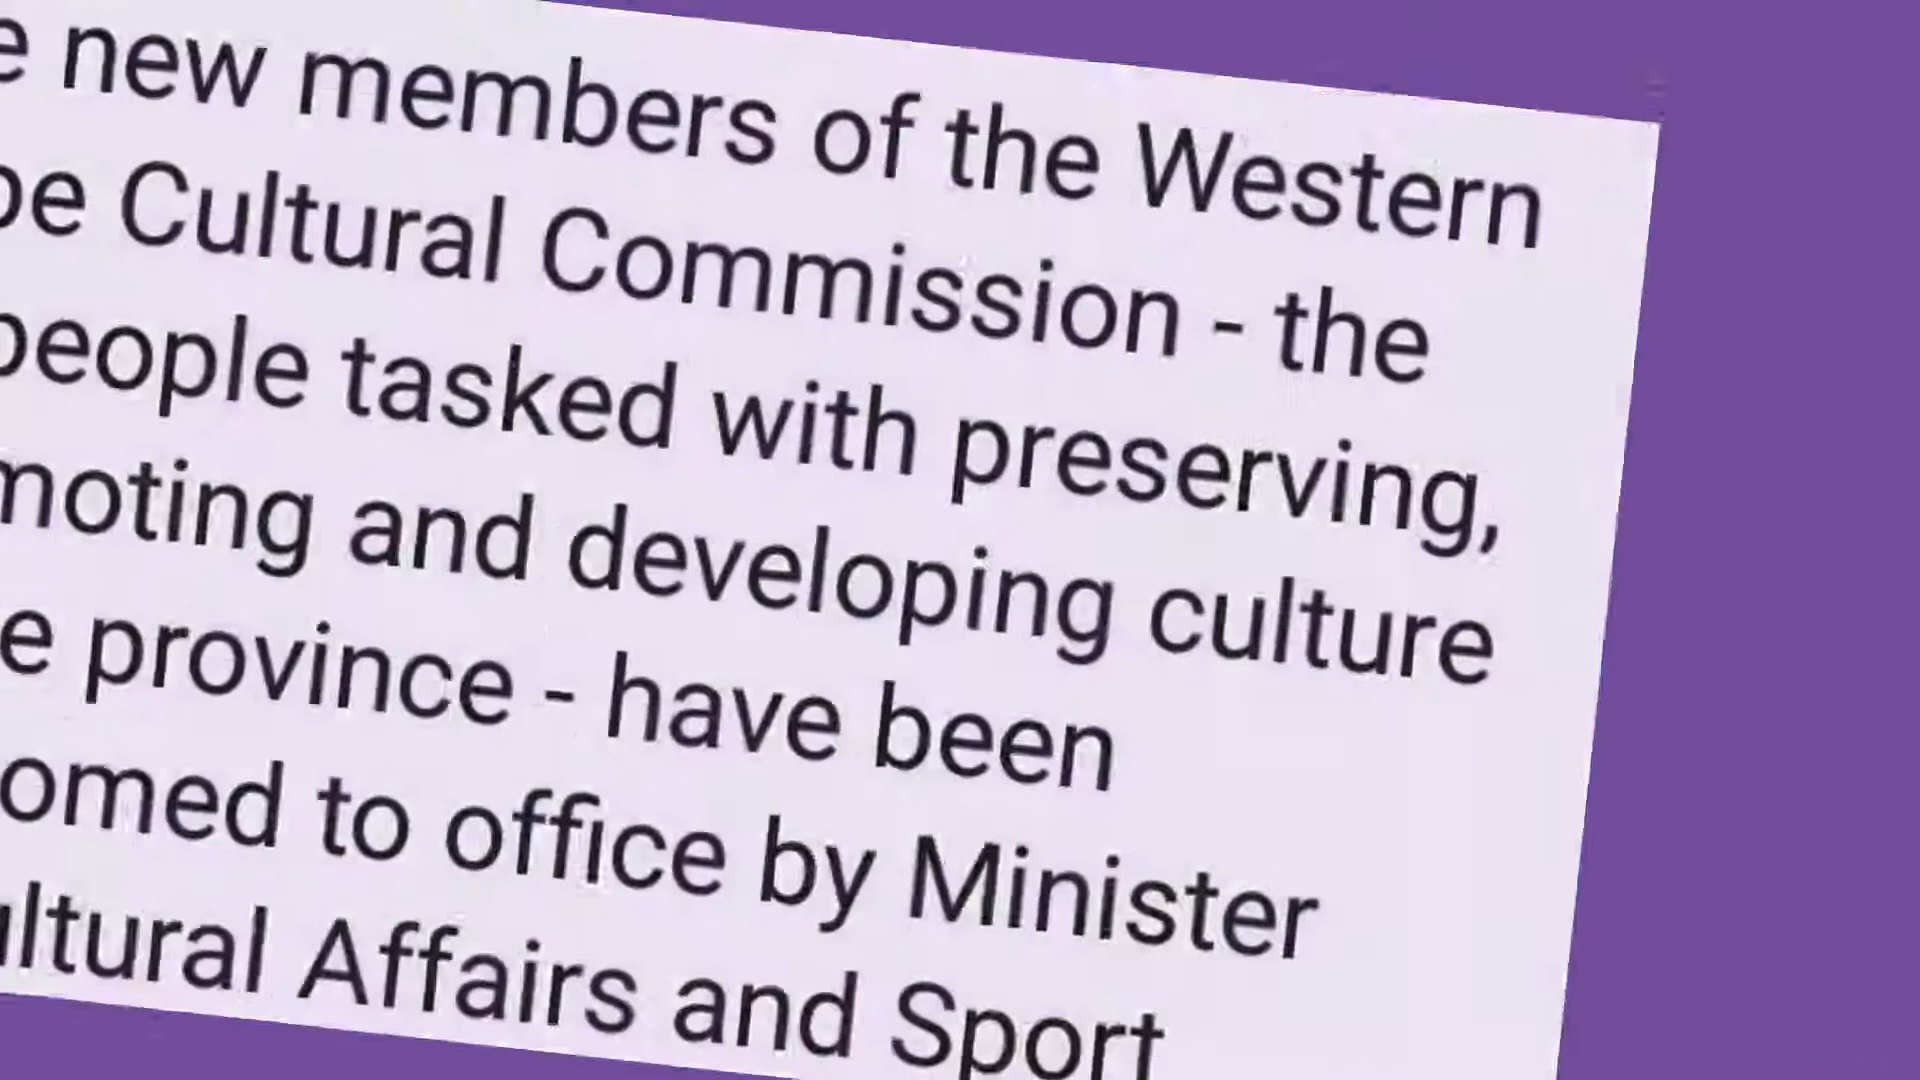 e new members of the Western
pe Cultural Commission - the
people tasked with preserving,
moting and developing culture
e province - have been
omed to office by Minister
ultural Affairs and Sport